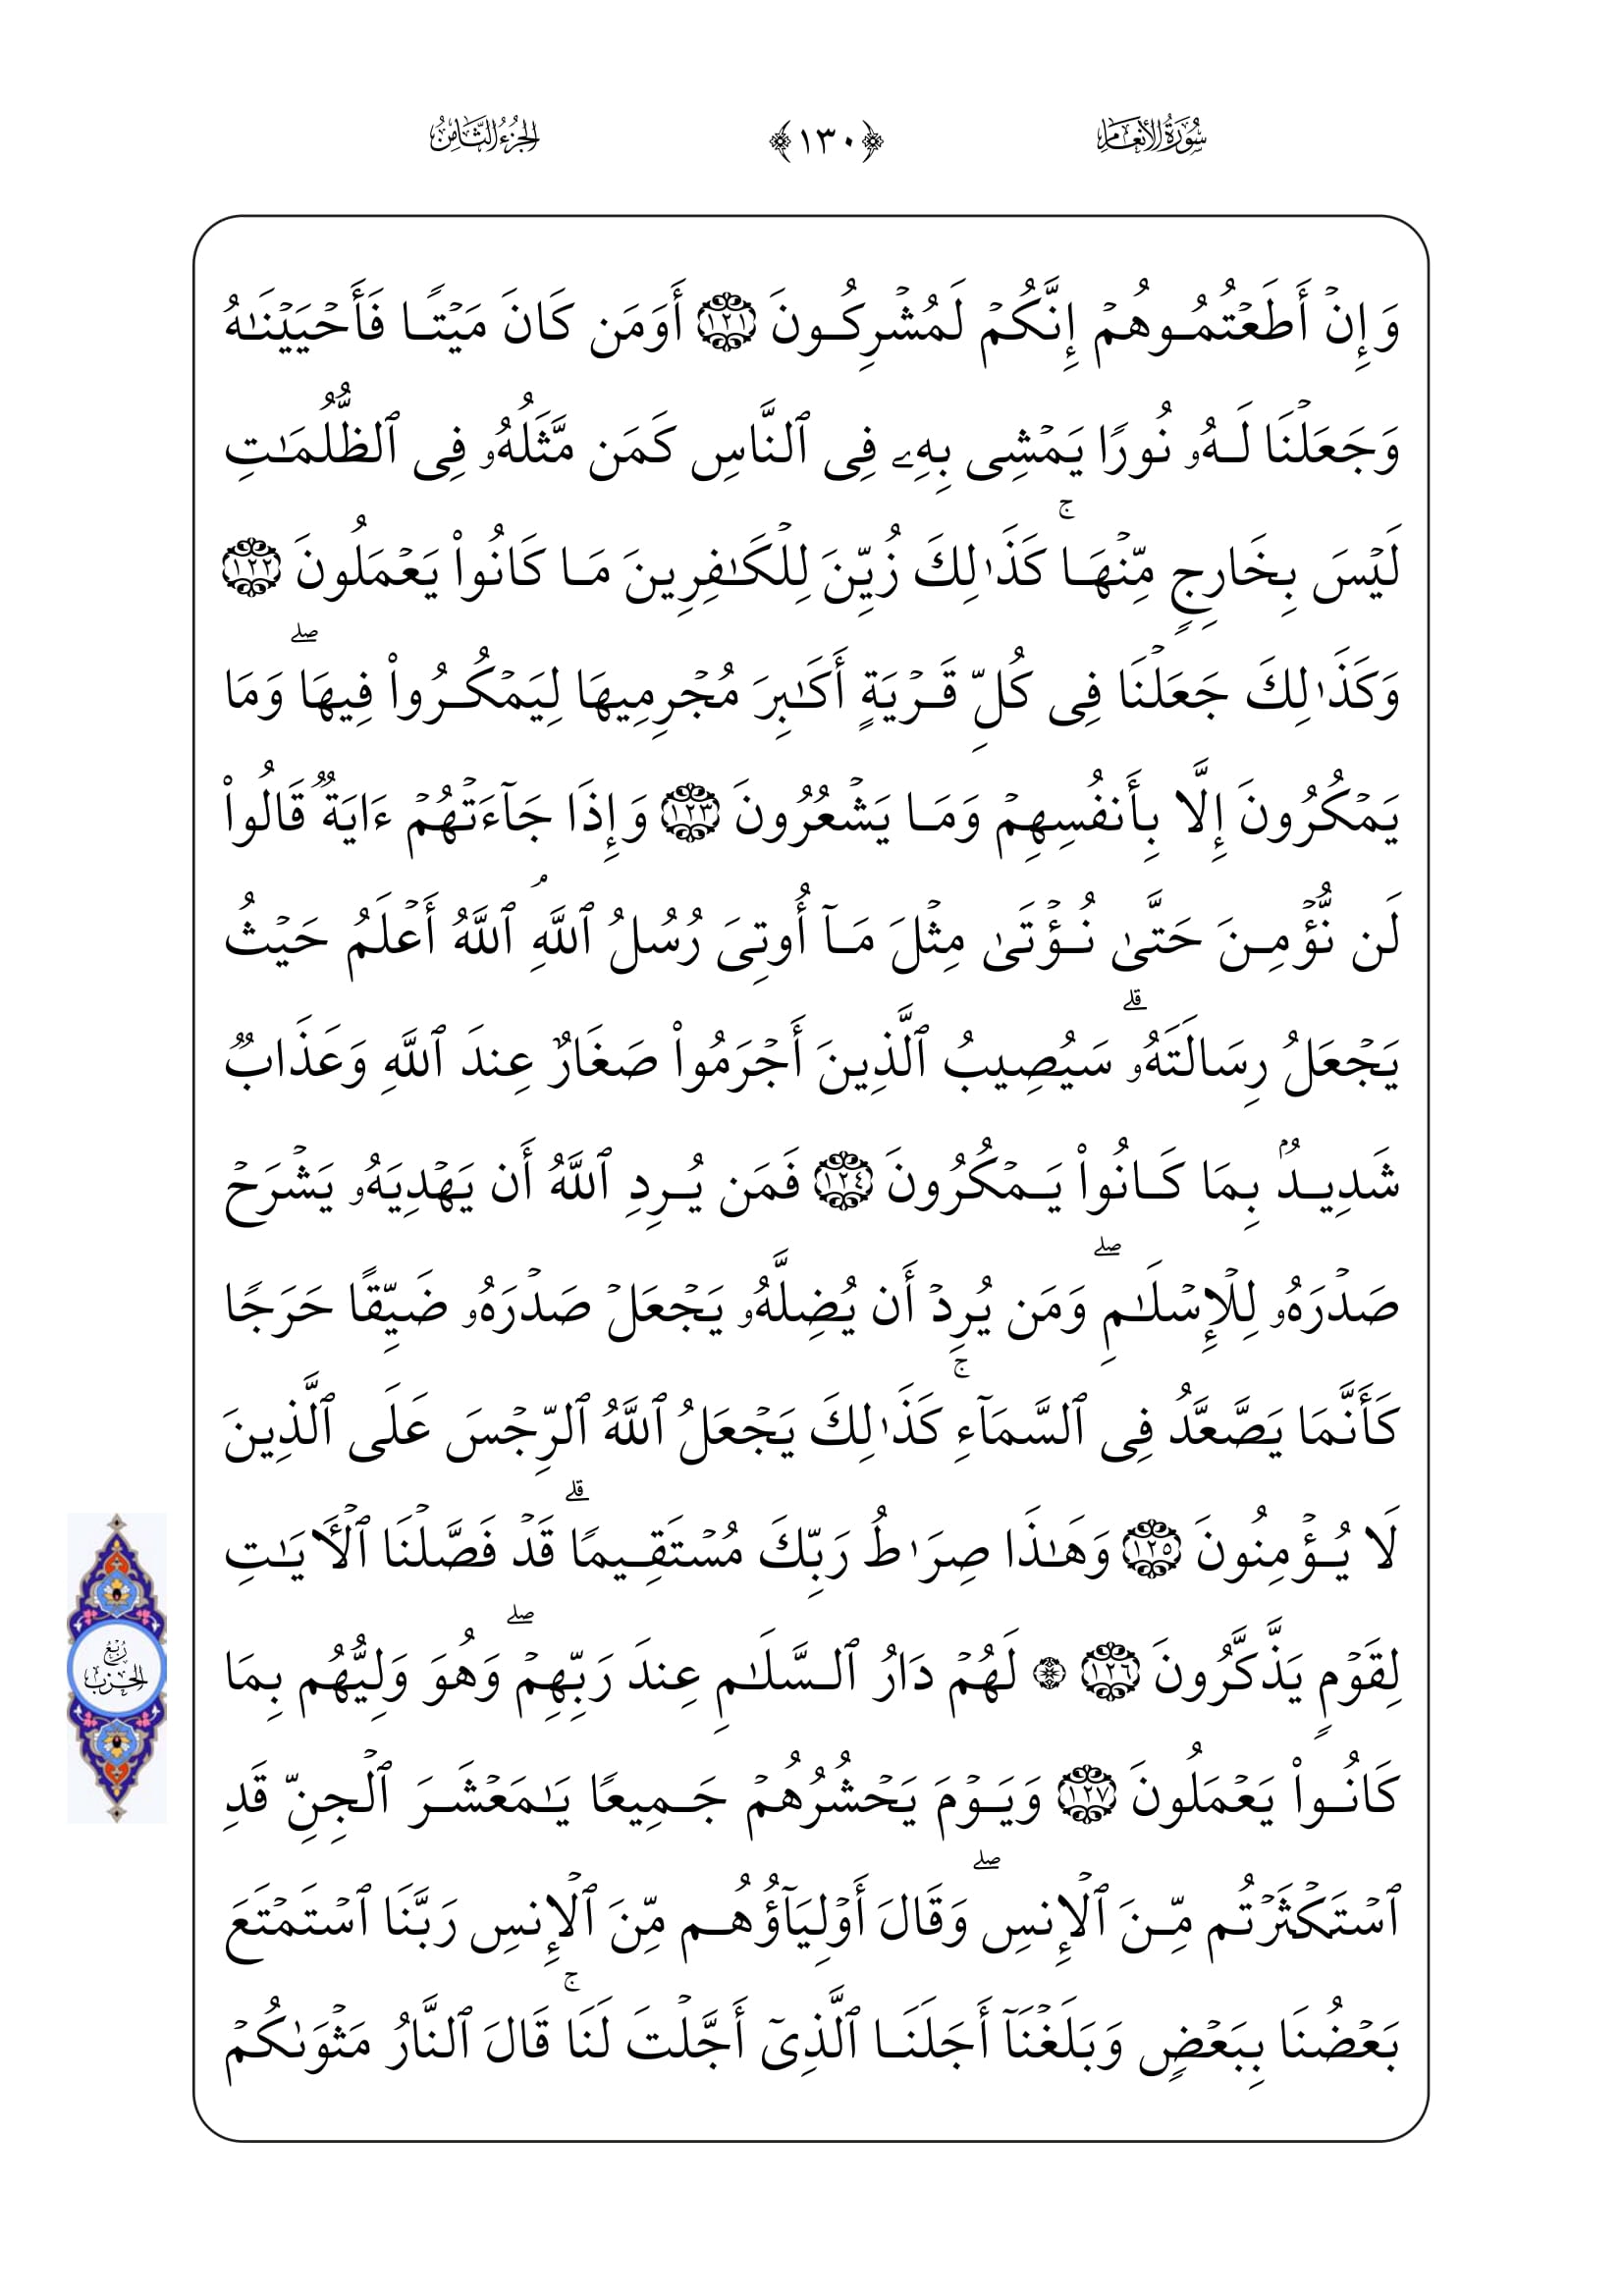 سُورَةُ الأَنْعَامِ ﴿١٣٠﴾ الجُزْءُ الثَّامِنُ
وَإِنْ أَطَعْتُمُوهُمْ إِنَّكُمْ لَمُشْرِكُونَ ١٢١ أَوَمَن كَانَ مَيْتًا فَأَحْيَيْنَٰهُ
وَجَعَلْنَا لَهُۥ نُورًا يَمْشِى بِهِۦ فِى ٱلنَّاسِ كَمَن مَّثَلُهُۥ فِى ٱلظُّلُمَٰتِ
لَيْسَ بِخَارِجٍ مِّنْهَا ۚ كَذَٰلِكَ زُيِّنَ لِلْكَٰفِرِينَ مَا كَانُوا۟ يَعْمَلُونَ ١٢٢
وَكَذَٰلِكَ جَعَلْنَا فِى كُلِّ قَرْيَةٍ أَكَٰبِرَ مُجْرِمِيهَا لِيَمْكُرُوا۟ فِيهَا ۖ وَمَا
يَمْكُرُونَ إِلَّا بِأَنفُسِهِمْ وَمَا يَشْعُرُونَ ١٢٣ وَإِذَا جَآءَتْهُمْ ءَايَةٌ قَالُوا۟
لَن نُّؤْمِنَ حَتَّىٰ نُؤْتَىٰ مِثْلَ مَآ أُوتِىَ رُسُلُ ٱللَّهِ ۘ ٱللَّهُ أَعْلَمُ حَيْثُ
يَجْعَلُ رِسَالَتَهُۥ ۗ سَيُصِيبُ ٱلَّذِينَ أَجْرَمُوا۟ صَغَارٌ عِندَ ٱللَّهِ وَعَذَابٌ
شَدِيدٌۢ بِمَا كَانُوا۟ يَمْكُرُونَ ١٢٤ فَمَن يُرِدِ ٱللَّهُ أَن يَهْدِيَهُۥ يَشْرَحْ
صَدْرَهُۥ لِلْإِسْلَٰمِ ۖ وَمَن يُرِدْ أَن يُضِلَّهُۥ يَجْعَلْ صَدْرَهُۥ ضَيِّقًا حَرَجًا
كَأَنَّمَا يَصَّعَّدُ فِى ٱلسَّمَآءِ ۚ كَذَٰلِكَ يَجْعَلُ ٱللَّهُ ٱلرِّجْسَ عَلَى ٱلَّذِينَ
لَا يُؤْمِنُونَ ١٢٥ وَهَٰذَا صِرَٰطُ رَبِّكَ مُسْتَقِيمًا ۗ قَدْ فَصَّلْنَا ٱلْءَايَٰتِ
لِقَوْمٍ يَذَّكَّرُونَ ١٢٦ ۞ لَهُمْ دَارُ ٱلسَّلَٰمِ عِندَ رَبِّهِمْ ۖ وَهُوَ وَلِيُّهُم بِمَا
رُبْعُ
الحِزْبِ
كَانُوا۟ يَعْمَلُونَ ١٢٧ وَيَوْمَ يَحْشُرُهُمْ جَمِيعًا يَٰمَعْشَرَ ٱلْجِنِّ قَدِ
ٱسْتَكْثَرْتُم مِّنَ ٱلْإِنسِ ۖ وَقَالَ أَوْلِيَآؤُهُم مِّنَ ٱلْإِنسِ رَبَّنَا ٱسْتَمْتَعَ
بَعْضُنَا بِبَعْضٍ وَبَلَغْنَآ أَجَلَنَا ٱلَّذِىٓ أَجَّلْتَ لَنَا ۚ قَالَ ٱلنَّارُ مَثْوَىٰكُمْ